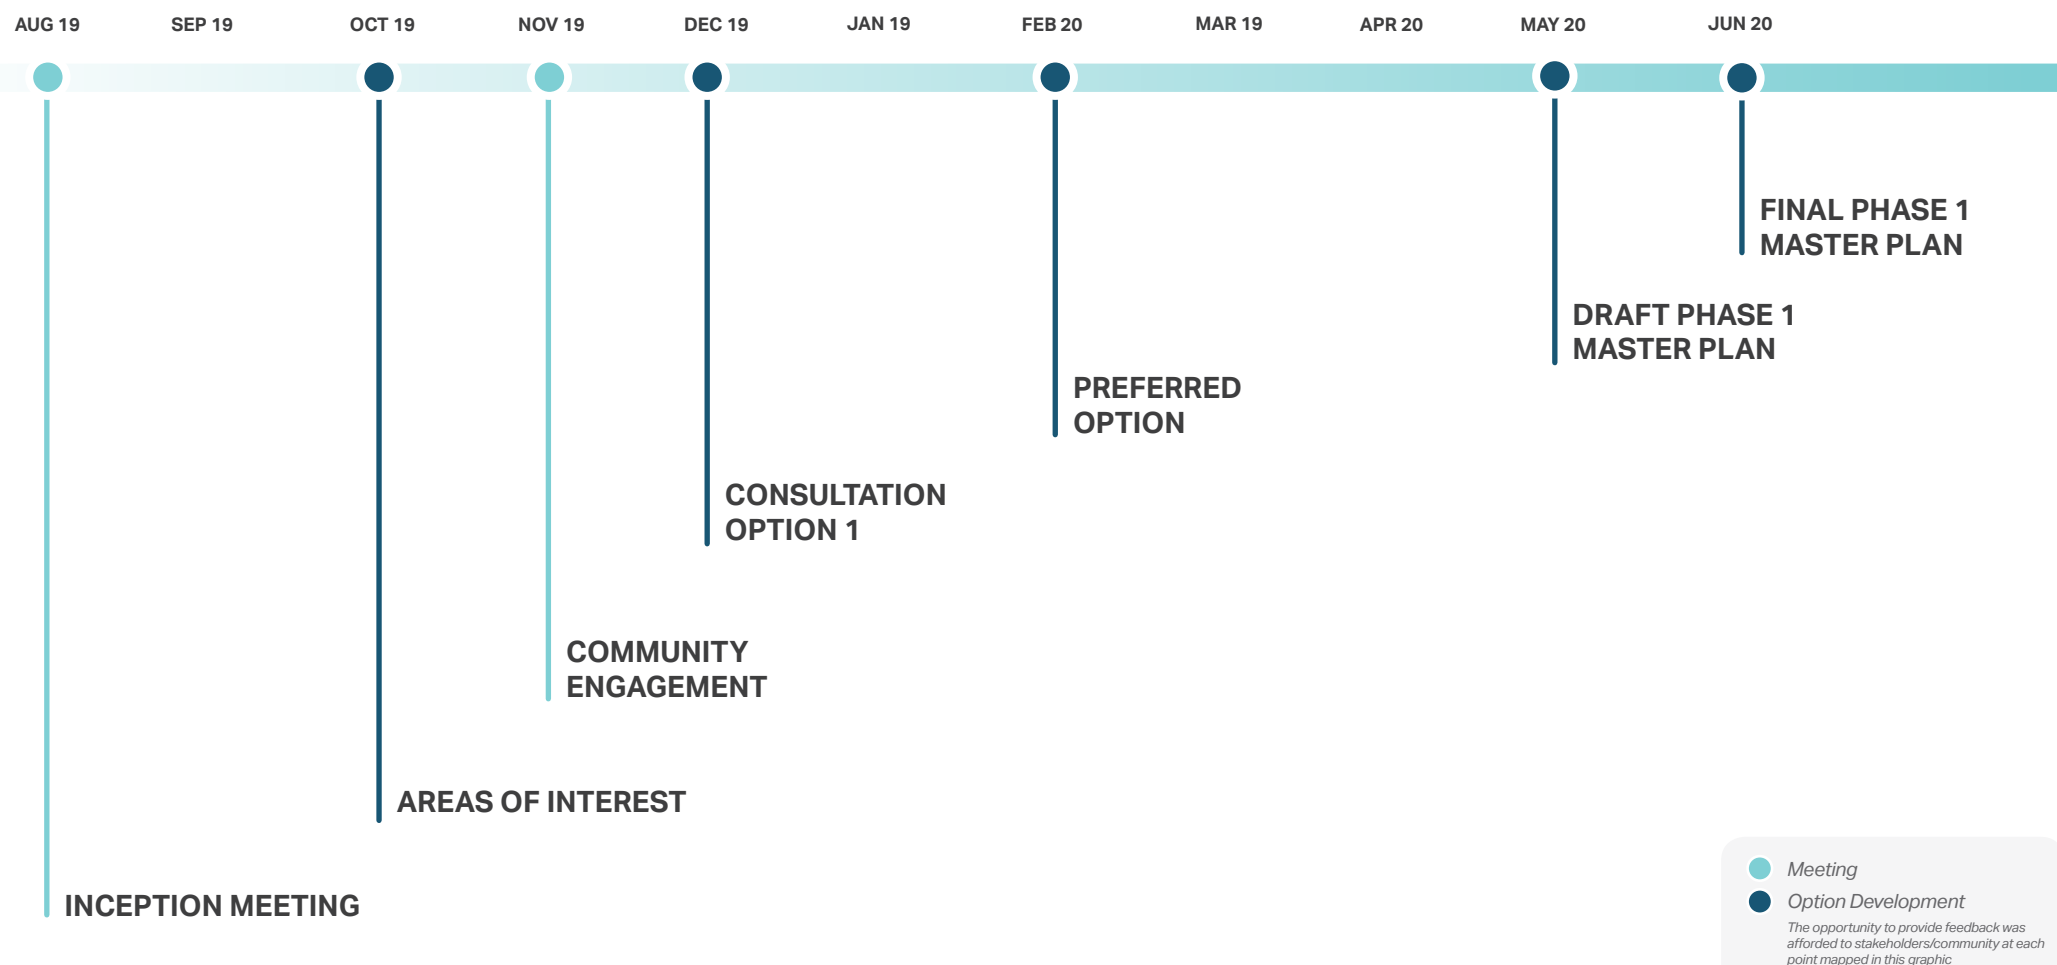 AUG 19
SEP 19
OCT 19
NOV 19
DEC 19
JAN 19
FEB 20
MAR 19
APR 20
MAY 20
JUN 20
FINAL PHASE 1
MASTER PLAN
DRAFT PHASE 1
MASTER PLAN
PREFERRED
OPTION
CONSULTATION
OPTION 1
COMMUNITY
ENGAGEMENT
AREAS OF INTEREST
INCEPTION MEETING
Meeting
Option Development
The opportunity to provide feedback was
afforded to stakeholders/community at each
point mapped in this graphic